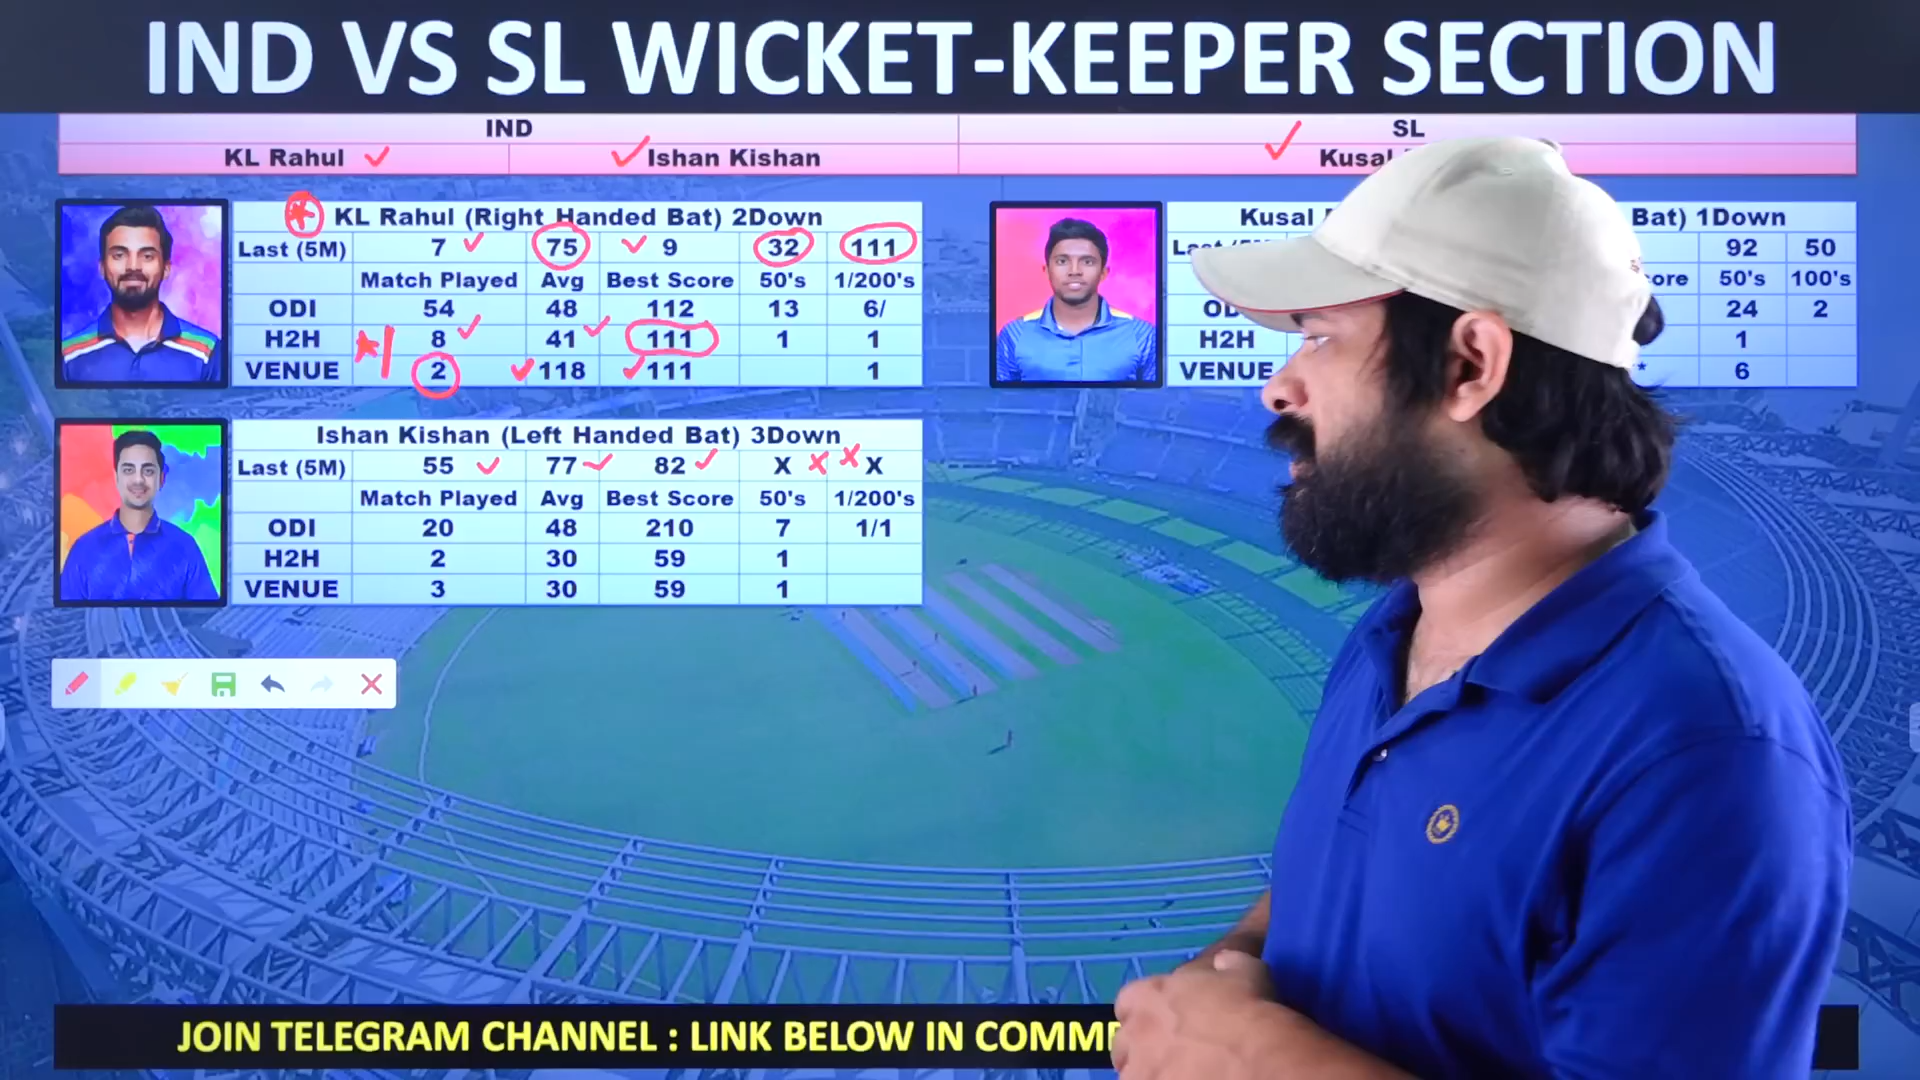 IND VS SL WICKET-KEEPER SECTION
IND SL
KL Rahul Ishan Kishan Kusal
KL Rahul (Right Handed Bat) 2Down
Last (5M) 7 75 9 32 111
Match Played Avg Best Score 50's 1/200's
ODI 54 48 112 13 6/
H2H 8 41 111 1 1
VENUE 2 118 111 1
Ishan Kishan (Left Handed Bat) 3Down
Last (5M) 55 77 82 X X
Match Played Avg Best Score 50's 1/200's
ODI 20 48 210 7 1/1
H2H 2 30 59 1
VENUE 3 30 59 1
Kusal Bat) 1Down
92 50
50's 100's
24 2
H2H 1
VENUE * 6
JOIN TELEGRAM CHANNEL : LINK BELOW IN